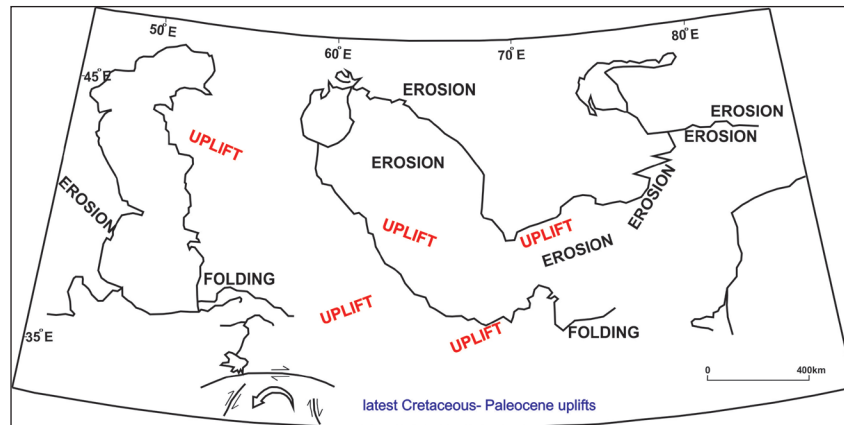 50°E
60°E
70°E
80°E
45°E
EROSION
EROSION
EROSION
UPLIFT
EROSION
EROSION
EROSION
UPLIFT
UPLIFT
EROSION
FOLDING
UPLIFT
UPLIFT
FOLDING
35°E
0
400km
latest Cretaceous- Paleocene uplifts